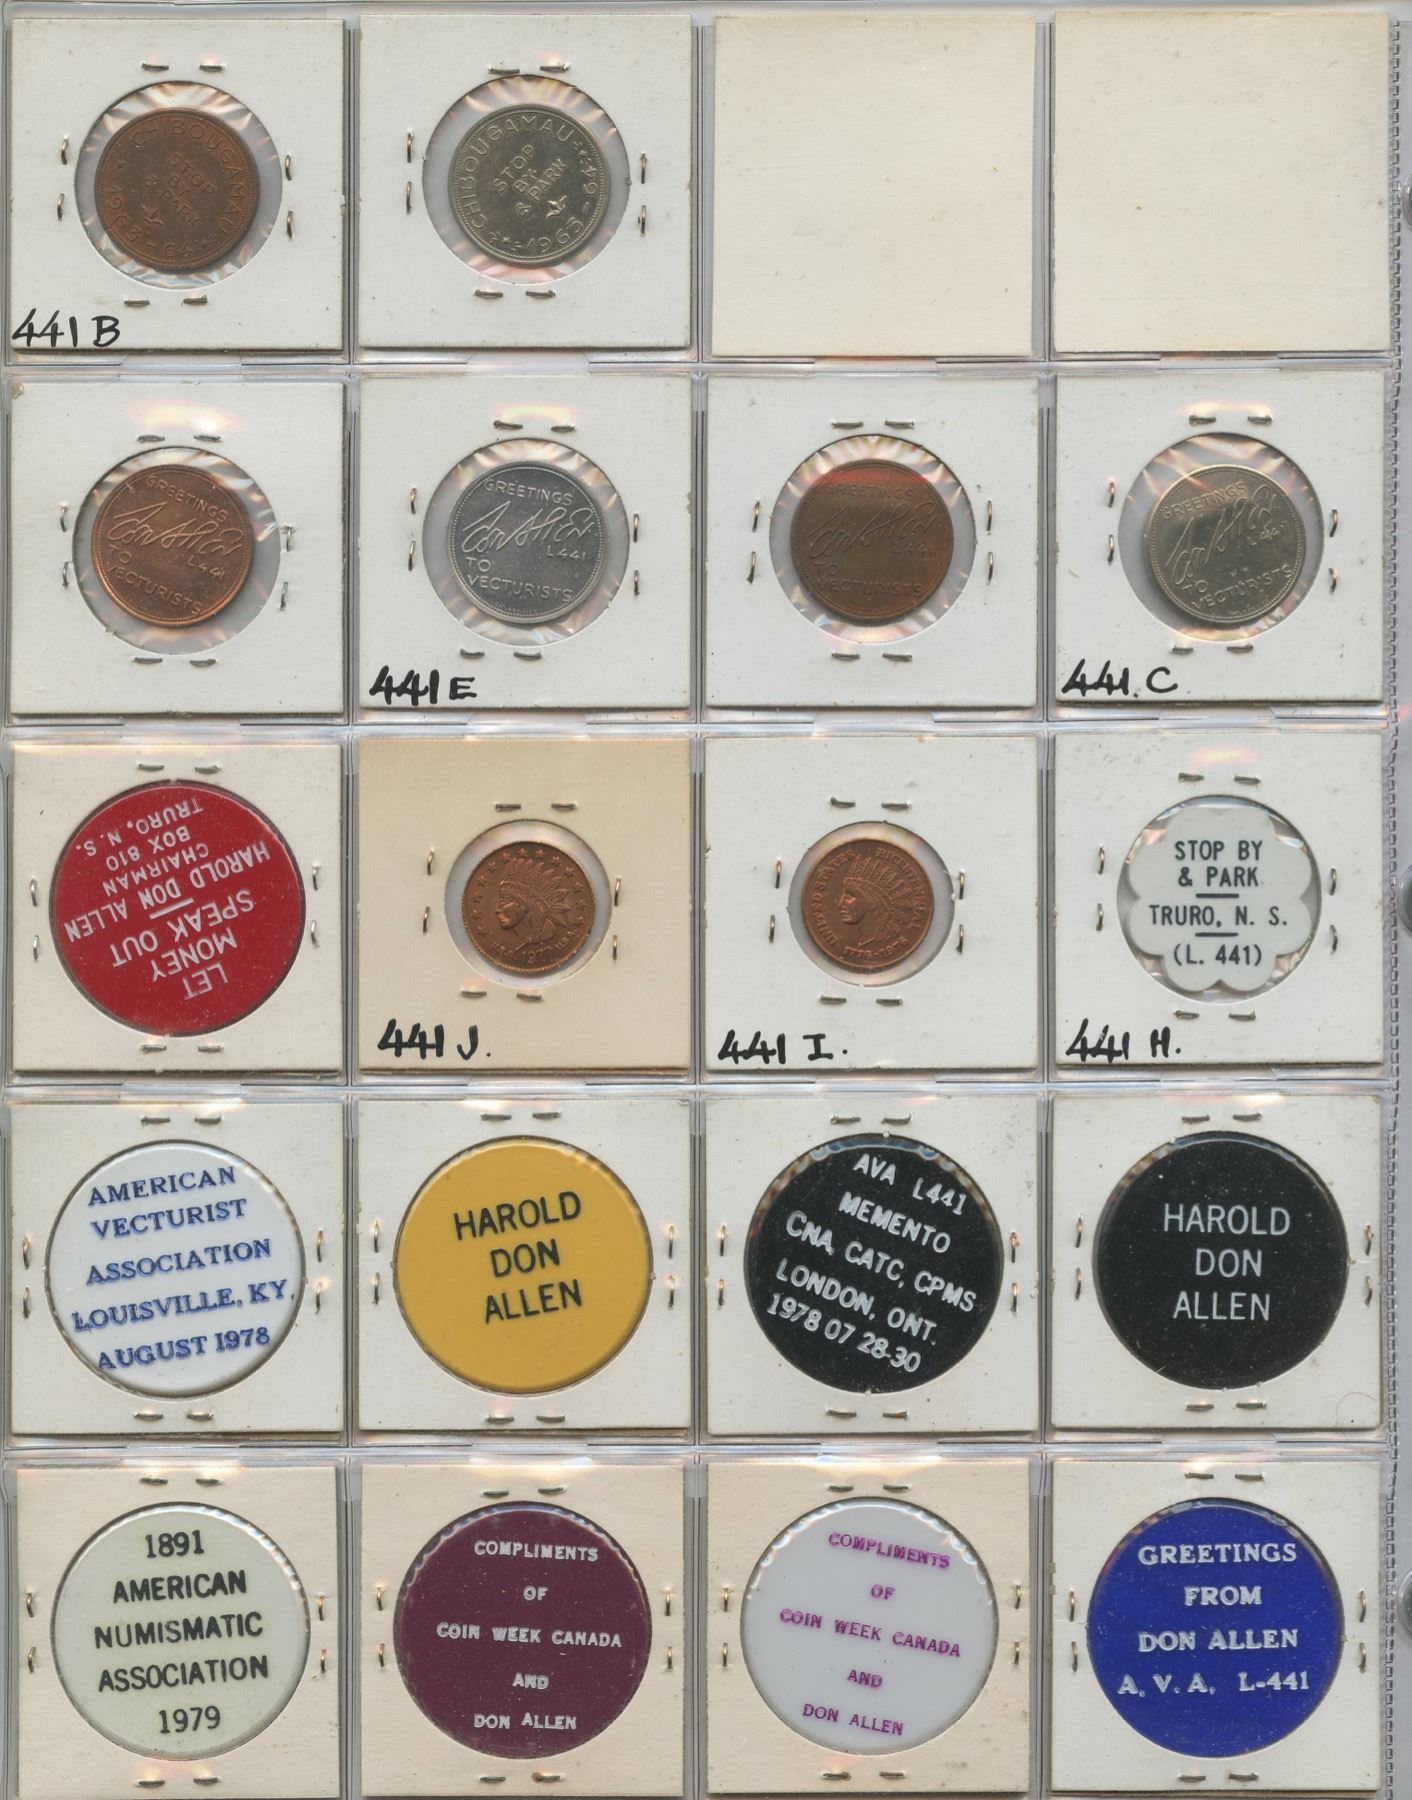 CHIBOUGAMAU
STOP
BY
& PARK
1963-64
441 B
CHIBOUGAMAU
STOP
BY
& PARK
1963-64
GREETINGS
L441
TO
VECTURISTS
GREETINGS
L441
TO
VECTURISTS
441 E
GREETINGS
L441
TO
VECTURISTS
GREETINGS
L441
TO
VECTURISTS
441. C
LET
MONEY
SPEAK OUT
HAROLD DON ALLEN
CHAIRMAN
BOX 810
TRURO, N. S.
441 J.
UNITED STATES BICENTENNIAL
1776-1976
441 I.
STOP BY
& PARK
TRURO, N. S.
(L. 441)
441 H.
AMERICAN
VECTURIST
ASSOCIATION
LOUISVILLE, KY.
AUGUST 1978
HAROLD
DON
ALLEN
AVA L441
MEMENTO
CNA, CATC, CPMS
LONDON, ONT.
1978 07 28-30
HAROLD
DON
ALLEN
1891
AMERICAN
NUMISMATIC
ASSOCIATION
1979
COMPLIMENTS
OF
COIN WEEK CANADA
AND
DON ALLEN
COMPLIMENTS
OF
COIN WEEK CANADA
AND
DON ALLEN
GREETINGS
FROM
DON ALLEN
A. V. A. L-441